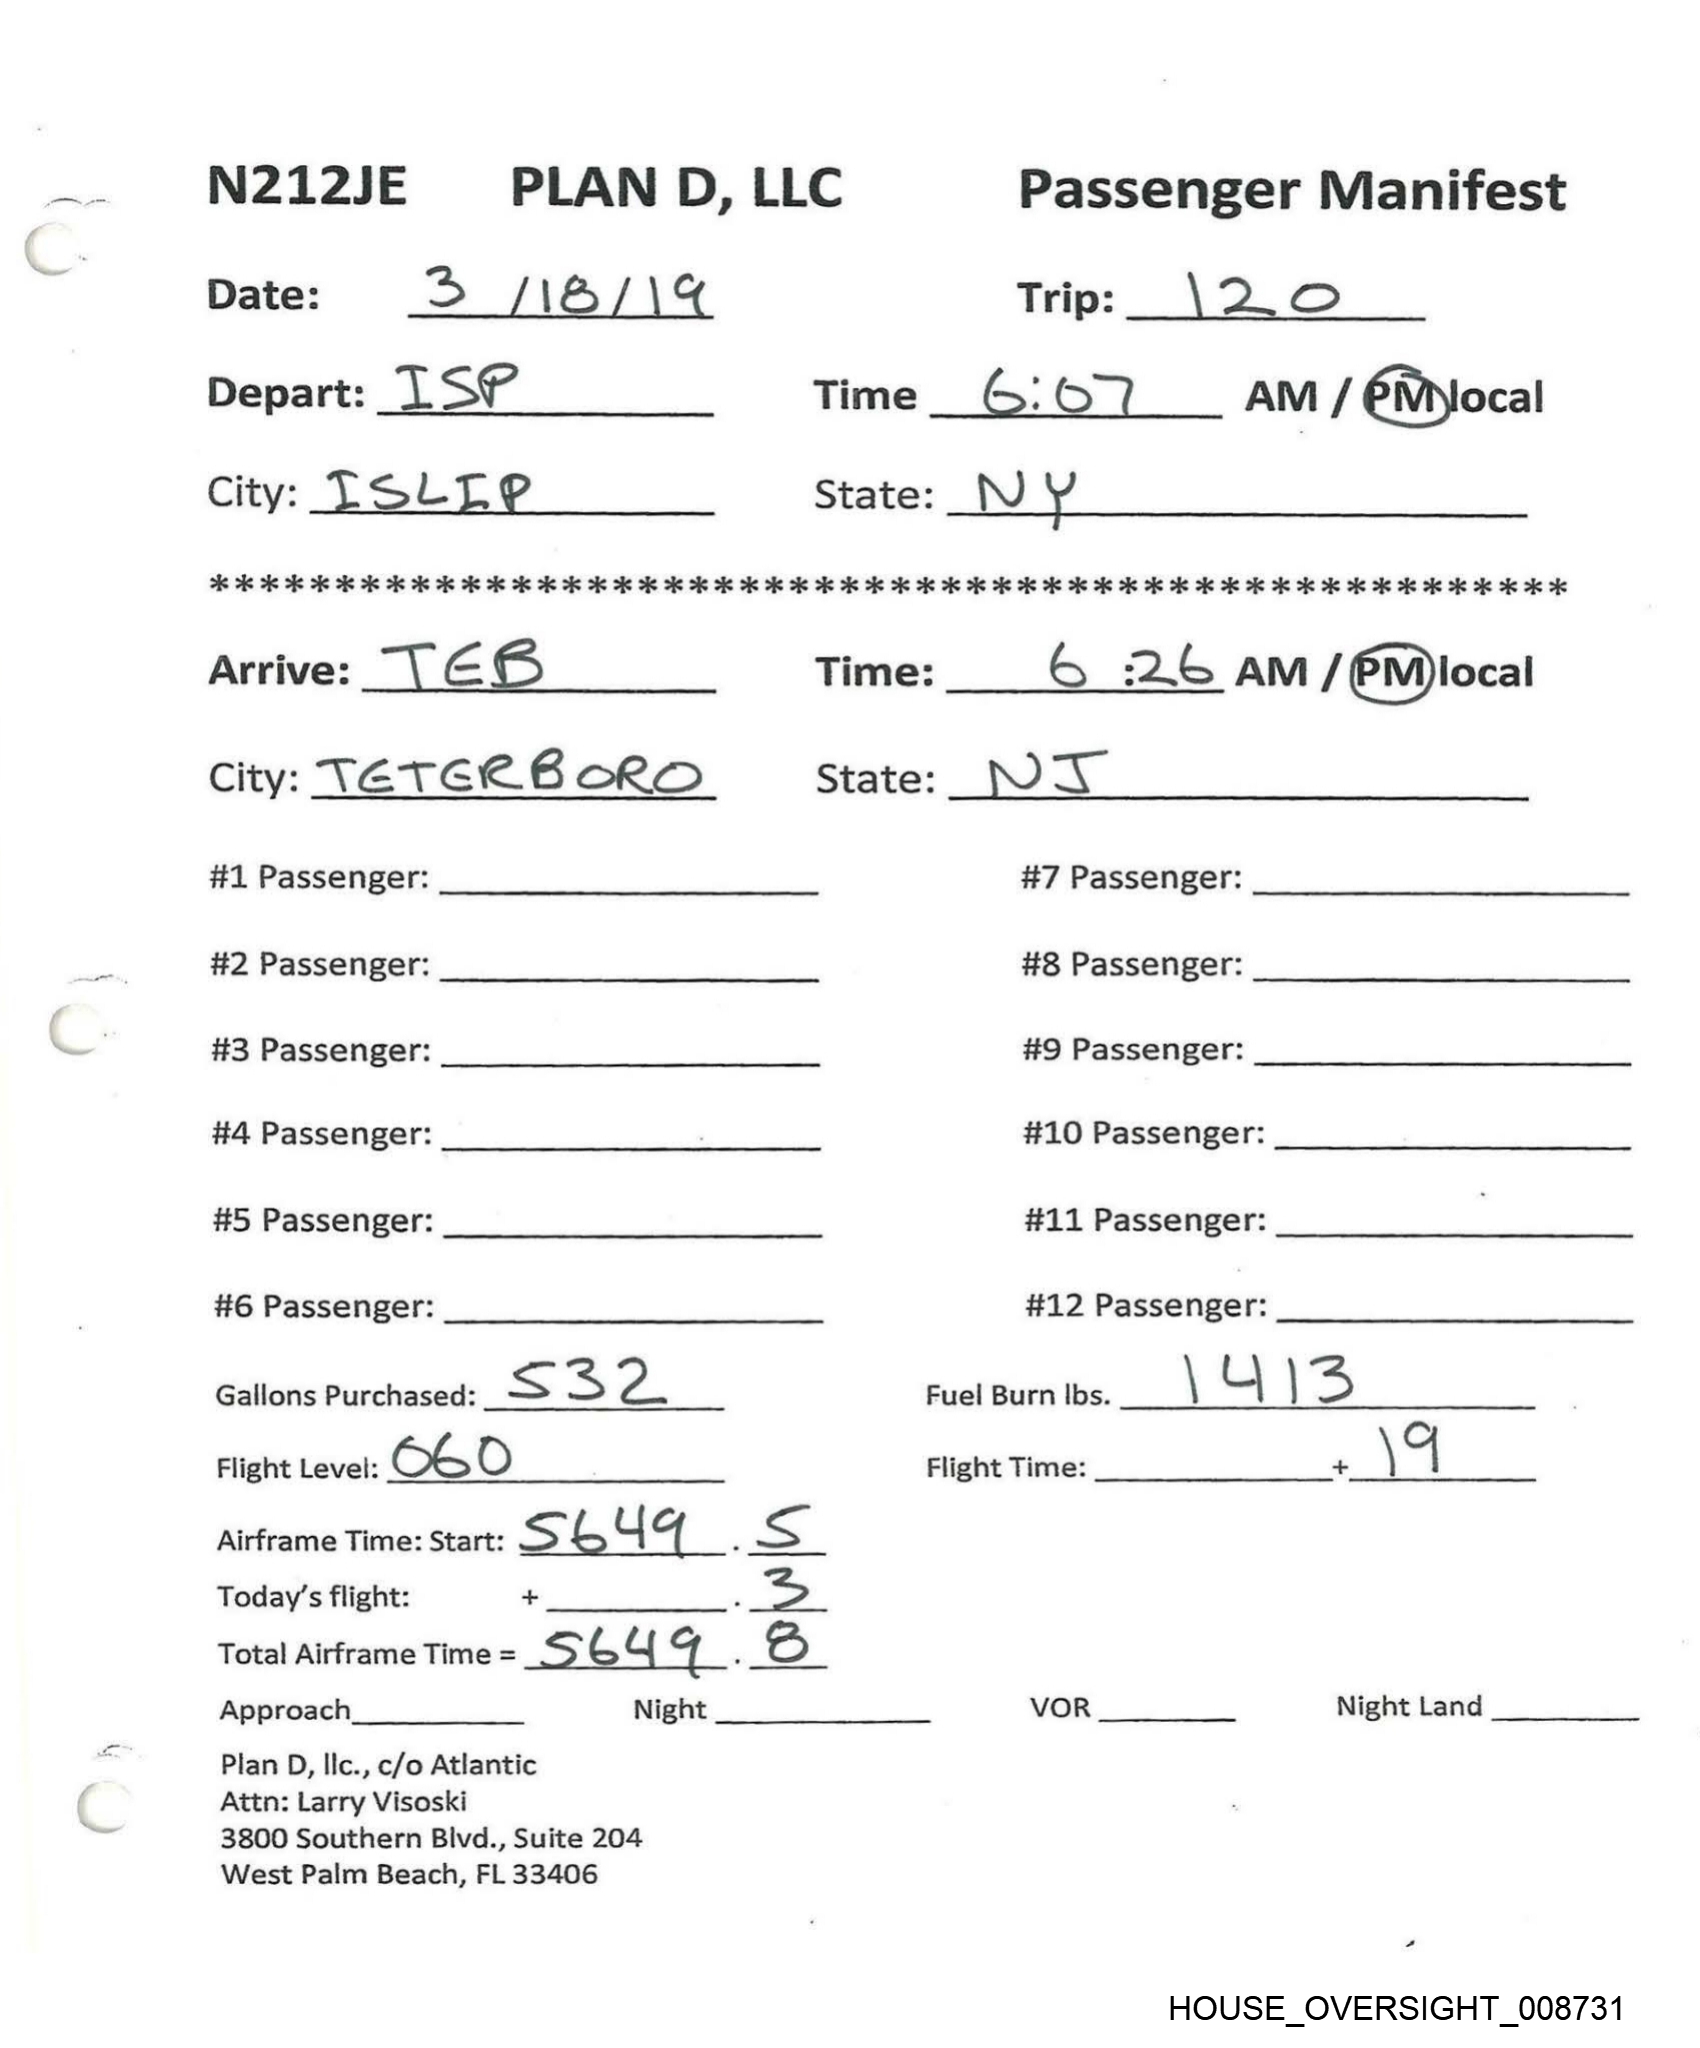 N212JE PLAN D, LLC Passenger Manifest
Date: 3/18/19 Trip: 120
Depart: ISP Time 6:07 AM / PM local
City: ISLIP State: NY
******************************************************
Arrive: TEB Time: 6:26 AM / PM local
City: TETERBORO State: NJ
#1 Passenger: #7 Passenger:
#2 Passenger: #8 Passenger:
#3 Passenger: #9 Passenger:
#4 Passenger: #10 Passenger:
#5 Passenger: #11 Passenger:
#6 Passenger: #12 Passenger:
Gallons Purchased: 532 Fuel Burn lbs. 1413
Flight Level: 060 Flight Time: + 19
Airframe Time: Start: 5649 . 5
Today's flight: + . 3
Total Airframe Time = 5649 . 8
Approach Night VOR Night Land
Plan D, llc., c/o Atlantic
Attn: Larry Visoski
3800 Southern Blvd., Suite 204
West Palm Beach, FL 33406
HOUSE_OVERSIGHT_008731